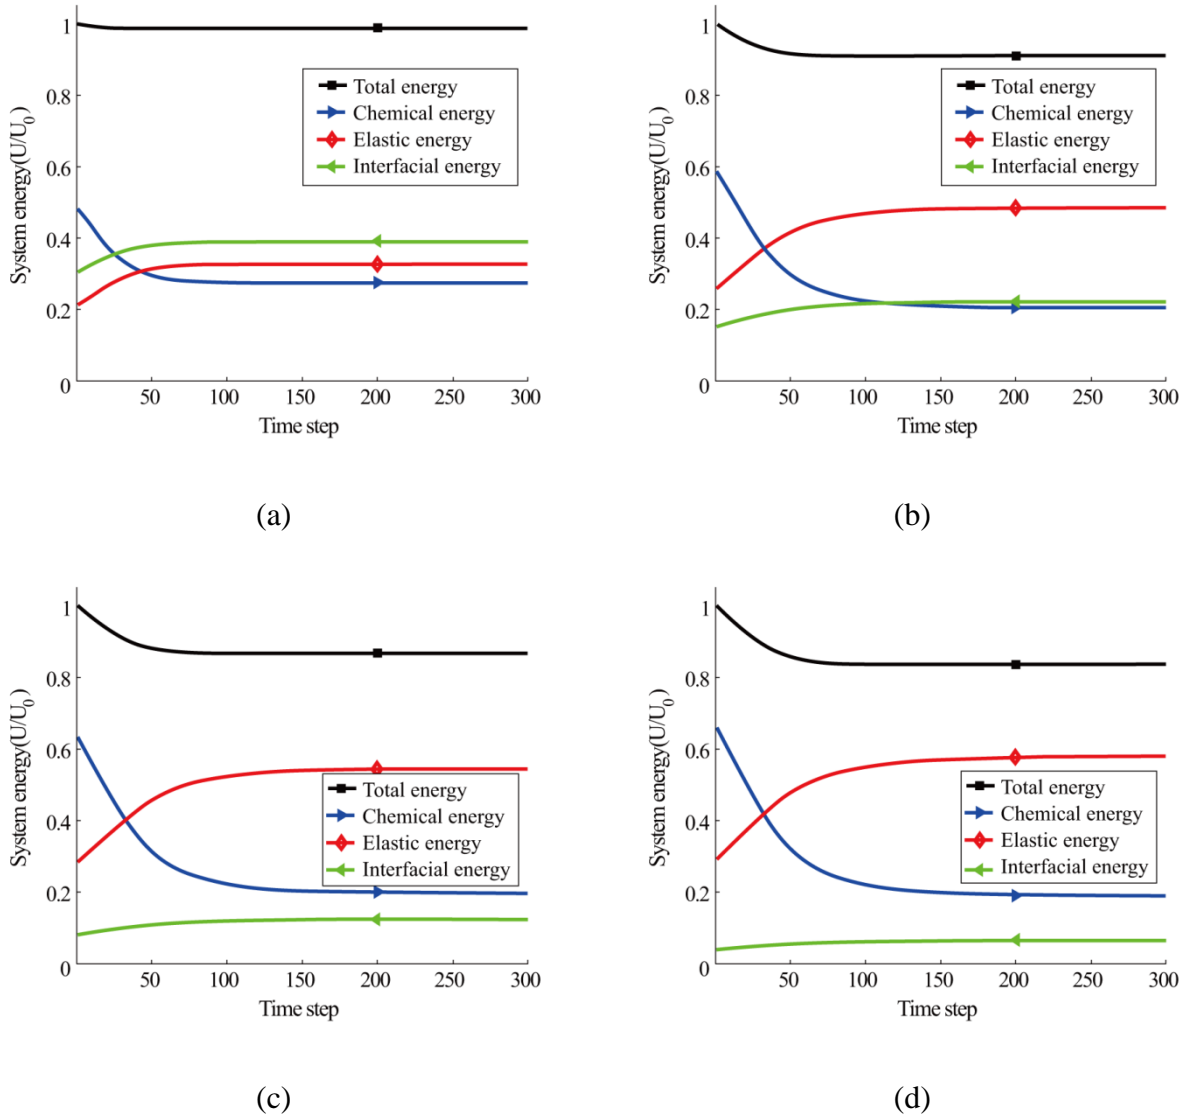 1
0.8
0.6
0.4
0.2
0
System energy(U/U0)
50 100 150 200 250 300
Time step
Total energy
Chemical energy
Elastic energy
Interfacial energy
(a)
1
0.8
0.6
0.4
0.2
0
System energy(U/U0)
50 100 150 200 250 300
Time step
Total energy
Chemical energy
Elastic energy
Interfacial energy
(b)
1
0.8
0.6
0.4
0.2
0
System energy(U/U0)
50 100 150 200 250 300
Time step
Total energy
Chemical energy
Elastic energy
Interfacial energy
(c)
1
0.8
0.6
0.4
0.2
0
System energy(U/U0)
50 100 150 200 250 300
Time step
Total energy
Chemical energy
Elastic energy
Interfacial energy
(d)